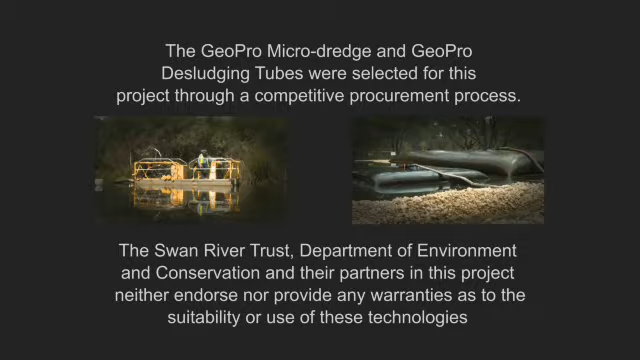 The GeoPro Micro-dredge and GeoPro
Desludging Tubes were selected for this
project through a competitive procurement process.
The Swan River Trust, Department of Environment
and Conservation and their partners in this project
neither endorse nor provide any warranties as to the
suitability or use of these technologies